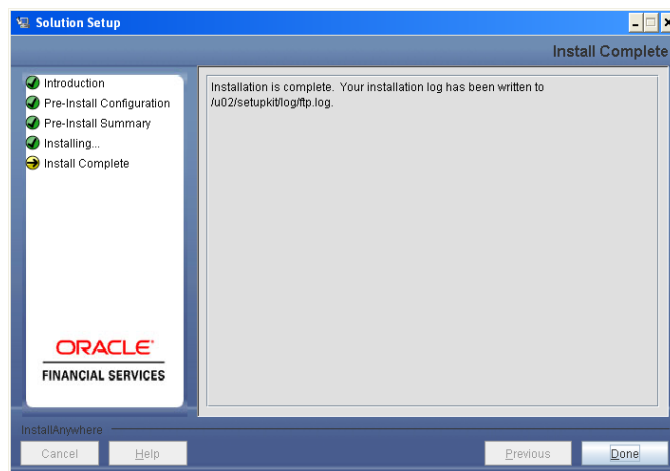 Solution Setup
Install Complete
Introduction
Pre-Install Configuration
Pre-Install Summary
Installing...
Install Complete
Installation is complete. Your installation log has been written to
/u02/setupkit/log/ftp.log.
ORACLE
FINANCIAL SERVICES
InstallAnywhere
Cancel
Help
Previous
Done